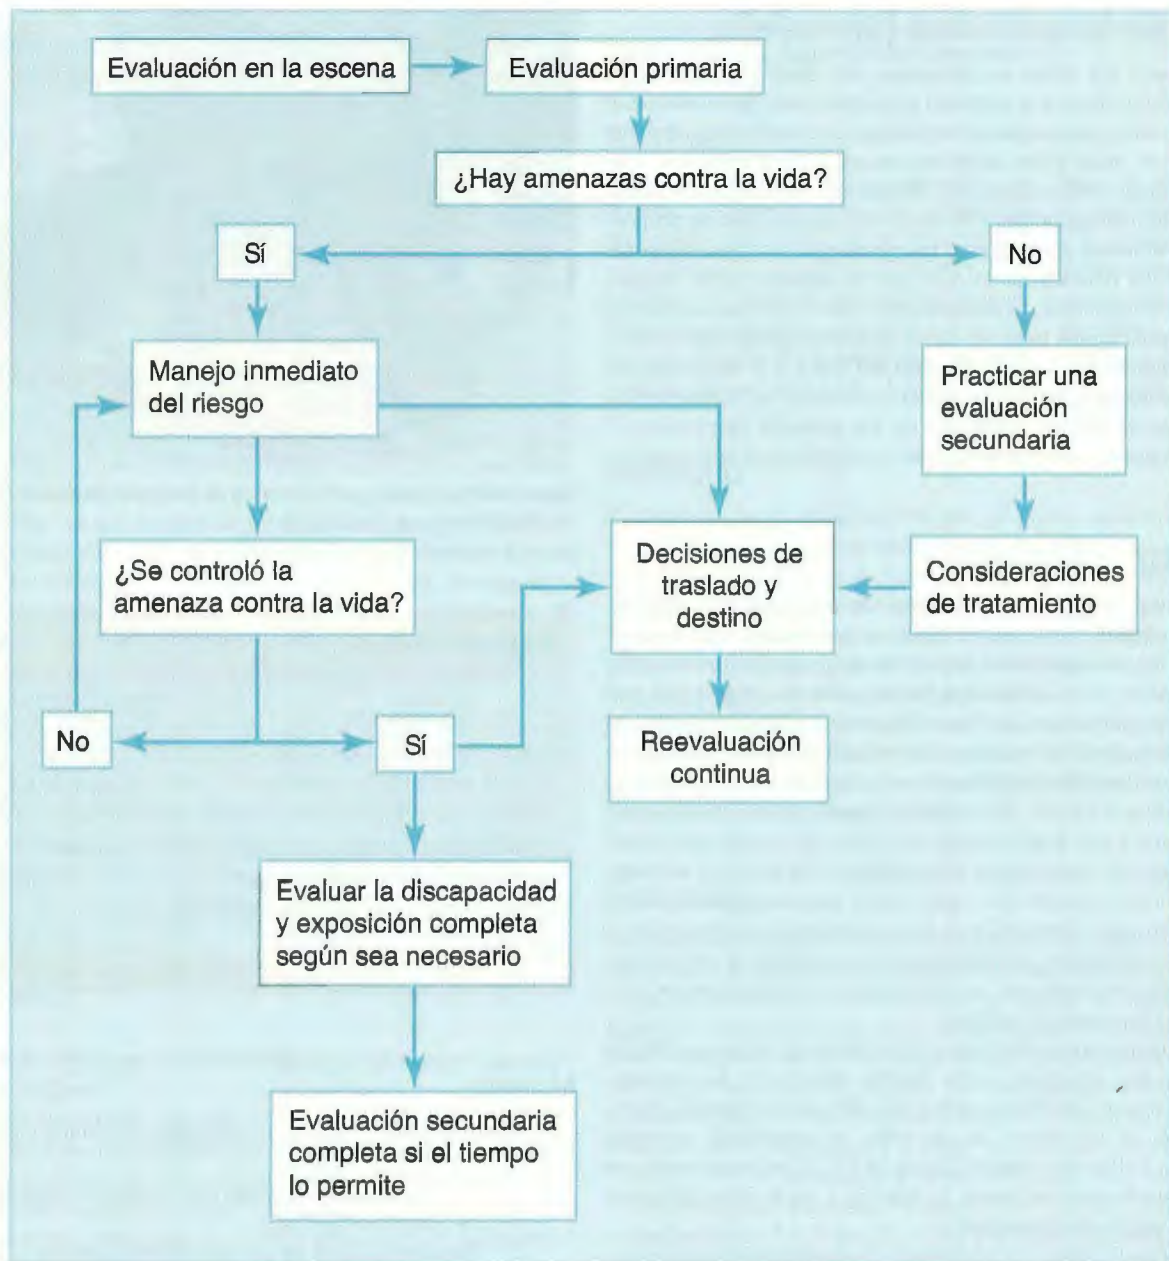 Evaluación en la escena
Evaluación primaria
¿Hay amenazas contra la vida?
Sí
No
Manejo inmediato
del riesgo
Practicar una
evaluación
secundaria
¿Se controló la
amenaza contra la vida?
Decisiones de
traslado y
destino
Consideraciones
de tratamiento
No
Sí
Reevaluación
continua
Evaluar la discapacidad
y exposición completa
según sea necesario
Evaluación secundaria
completa si el tiempo
lo permite